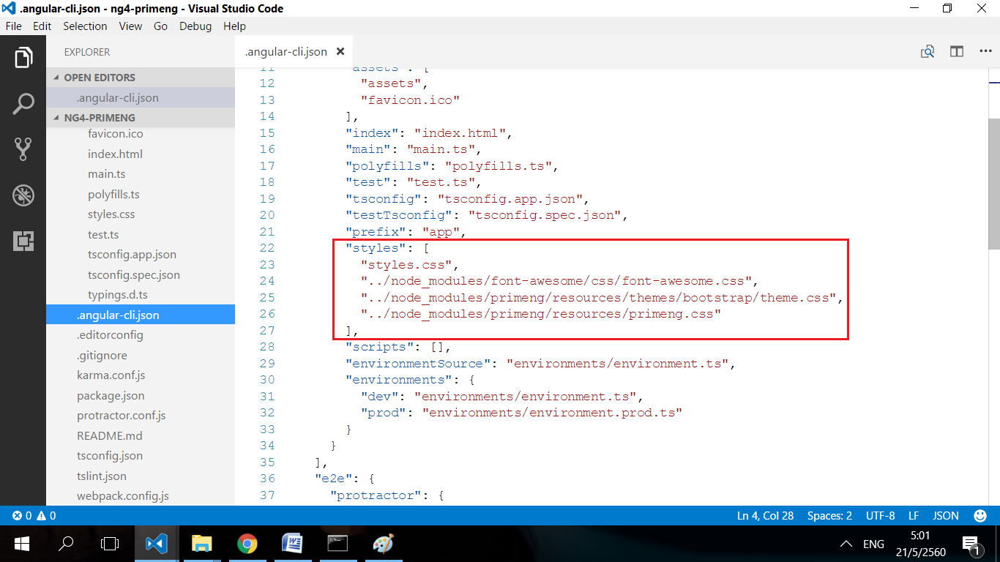 .angular-cli.json - ng4-primeng - Visual Studio Code
File Edit Selection View Go Debug Help
EXPLORER
OPEN EDITORS
.angular-cli.json
NG4-PRIMENG
favicon.ico
index.html
main.ts
polyfills.ts
styles.css
test.ts
tsconfig.app.json
tsconfig.spec.json
typings.d.ts
.angular-cli.json
.editorconfig
.gitignore
karma.conf.js
package.json
protractor.conf.js
README.md
tsconfig.json
tslint.json
webpack.config.js
.angular-cli.json
11 "assets": [
12 "assets",
13 "favicon.ico"
14 ],
15 "index": "index.html",
16 "main": "main.ts",
17 "polyfills": "polyfills.ts",
18 "test": "test.ts",
19 "tsconfig": "tsconfig.app.json",
20 "testTsconfig": "tsconfig.spec.json",
21 "prefix": "app",
22 "styles": [
23 "styles.css",
24 "../node_modules/font-awesome/css/font-awesome.css",
25 "../node_modules/primeng/resources/themes/bootstrap/theme.css",
26 "../node_modules/primeng/resources/primeng.css"
27 ],
28 "scripts": [],
29 "environmentSource": "environments/environment.ts",
30 "environments": {
31 "dev": "environments/environment.ts",
32 "prod": "environments/environment.prod.ts"
33 }
34 }
35 ],
36 "e2e": {
37 "protractor": {
0 0 Ln 4, Col 28 Spaces: 2 UTF-8 LF JSON
ENG
5:01
21/5/2560
1